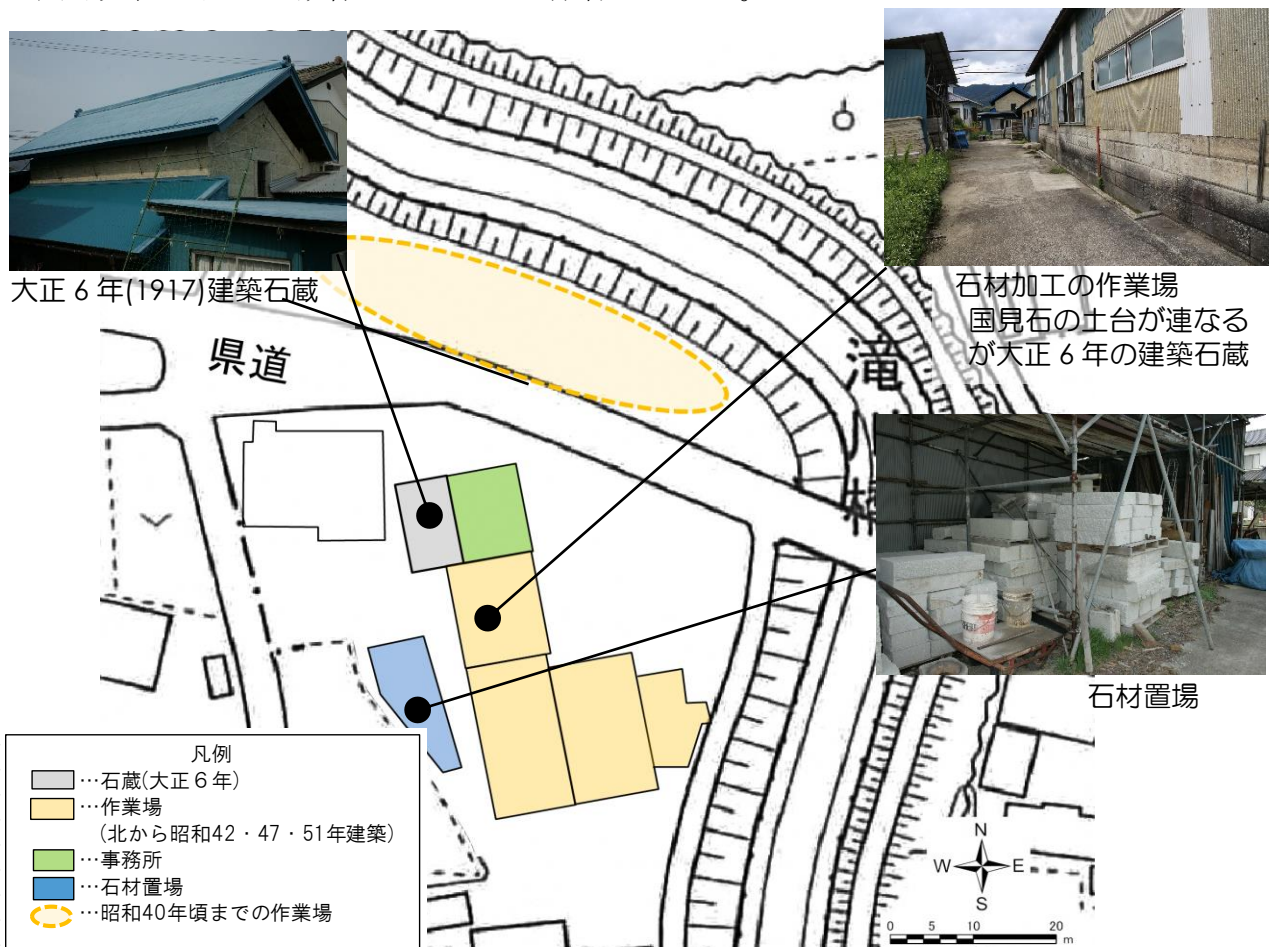 大正6年(1917)建築石蔵
石材加工の作業場
国見石の土台が連なる
が大正6年の建築石蔵
県道
滝
川
橋
石材置場
凡例
…石蔵(大正6年)
…作業場
(北から昭和42・47・51年建築)
…事務所
…石材置場
…昭和40年頃までの作業場
N
W E
S
0 5 10 20
m